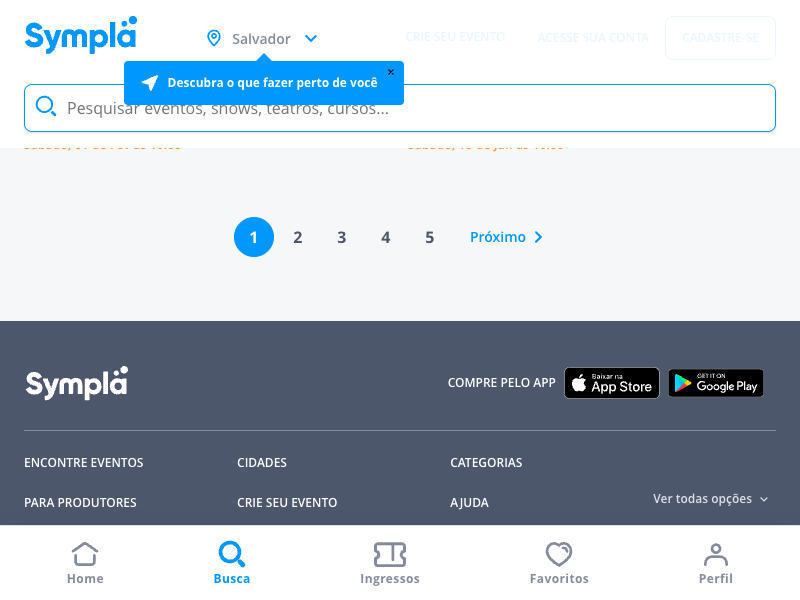 Symplä
Salvador
CRIE SEU EVENTO
ACESSE SUA CONTA
CADASTRE-SE
Descubra o que fazer perto de você
×
Pesquisar eventos, shows, teatros, cursos...
1 2 3 4 5 Próximo
Symplä
COMPRE PELO APP
Baixar na
App Store
GET IT ON
Google Play
ENCONTRE EVENTOS
CIDADES
CATEGORIAS
PARA PRODUTORES
CRIE SEU EVENTO
AJUDA
Ver todas opções
Home
Busca
Ingressos
Favoritos
Perfil